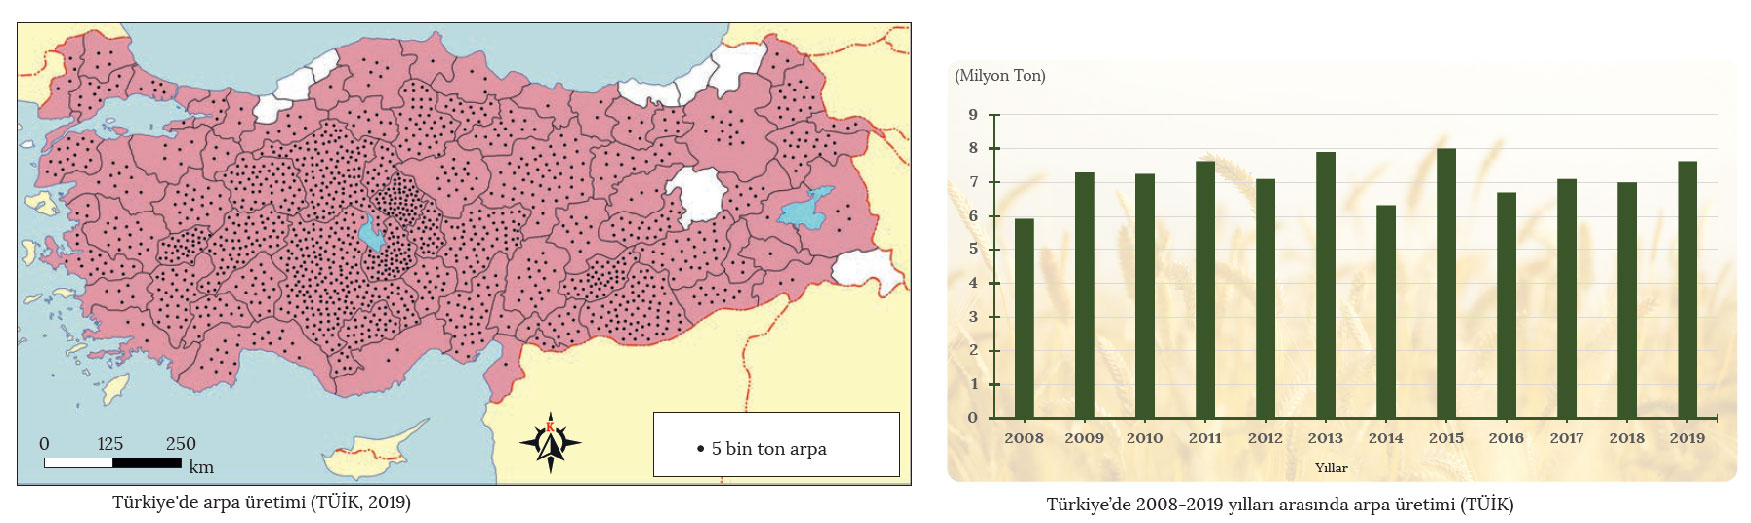 K
0 125 250
km
5 bin ton arpa
Türkiye'de arpa üretimi (TÜİK, 2019)
(Milyon Ton)
9
8
7
6
5
4
3
2
1
0
2008 2009 2010 2011 2012 2013 2014 2015 2016 2017 2018 2019
Yıllar
Türkiye'de 2008-2019 yılları arasında arpa üretimi (TÜİK)